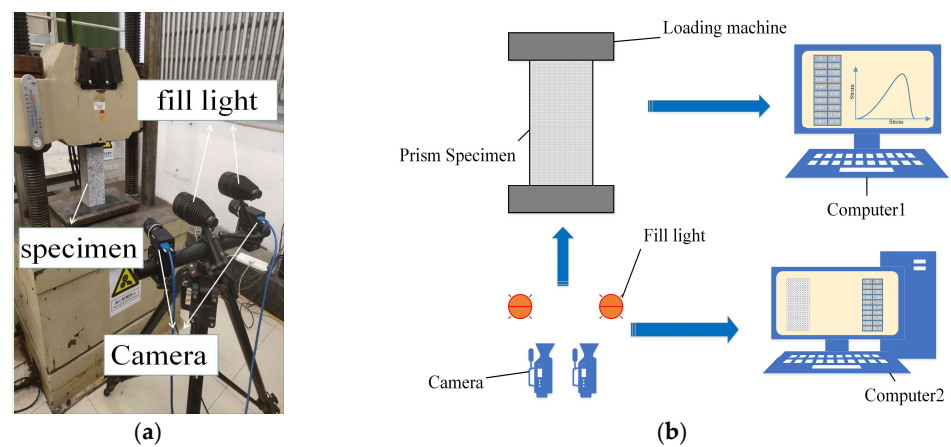 fill light
specimen
Camera
(a)
Loading machine
Prism Specimen
Strain
Stress
Computer1
Fill light
Camera
Computer2
(b)